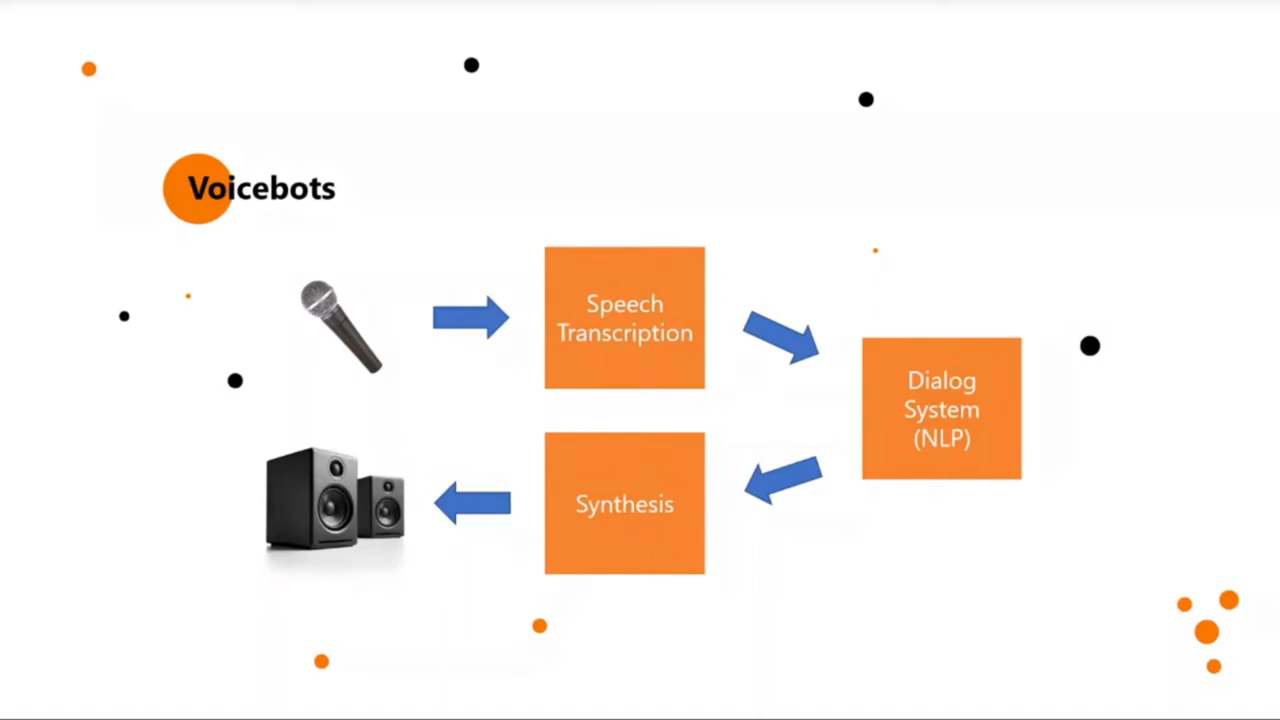 Voicebots
Speech
Transcription
Dialog
System
(NLP)
Synthesis